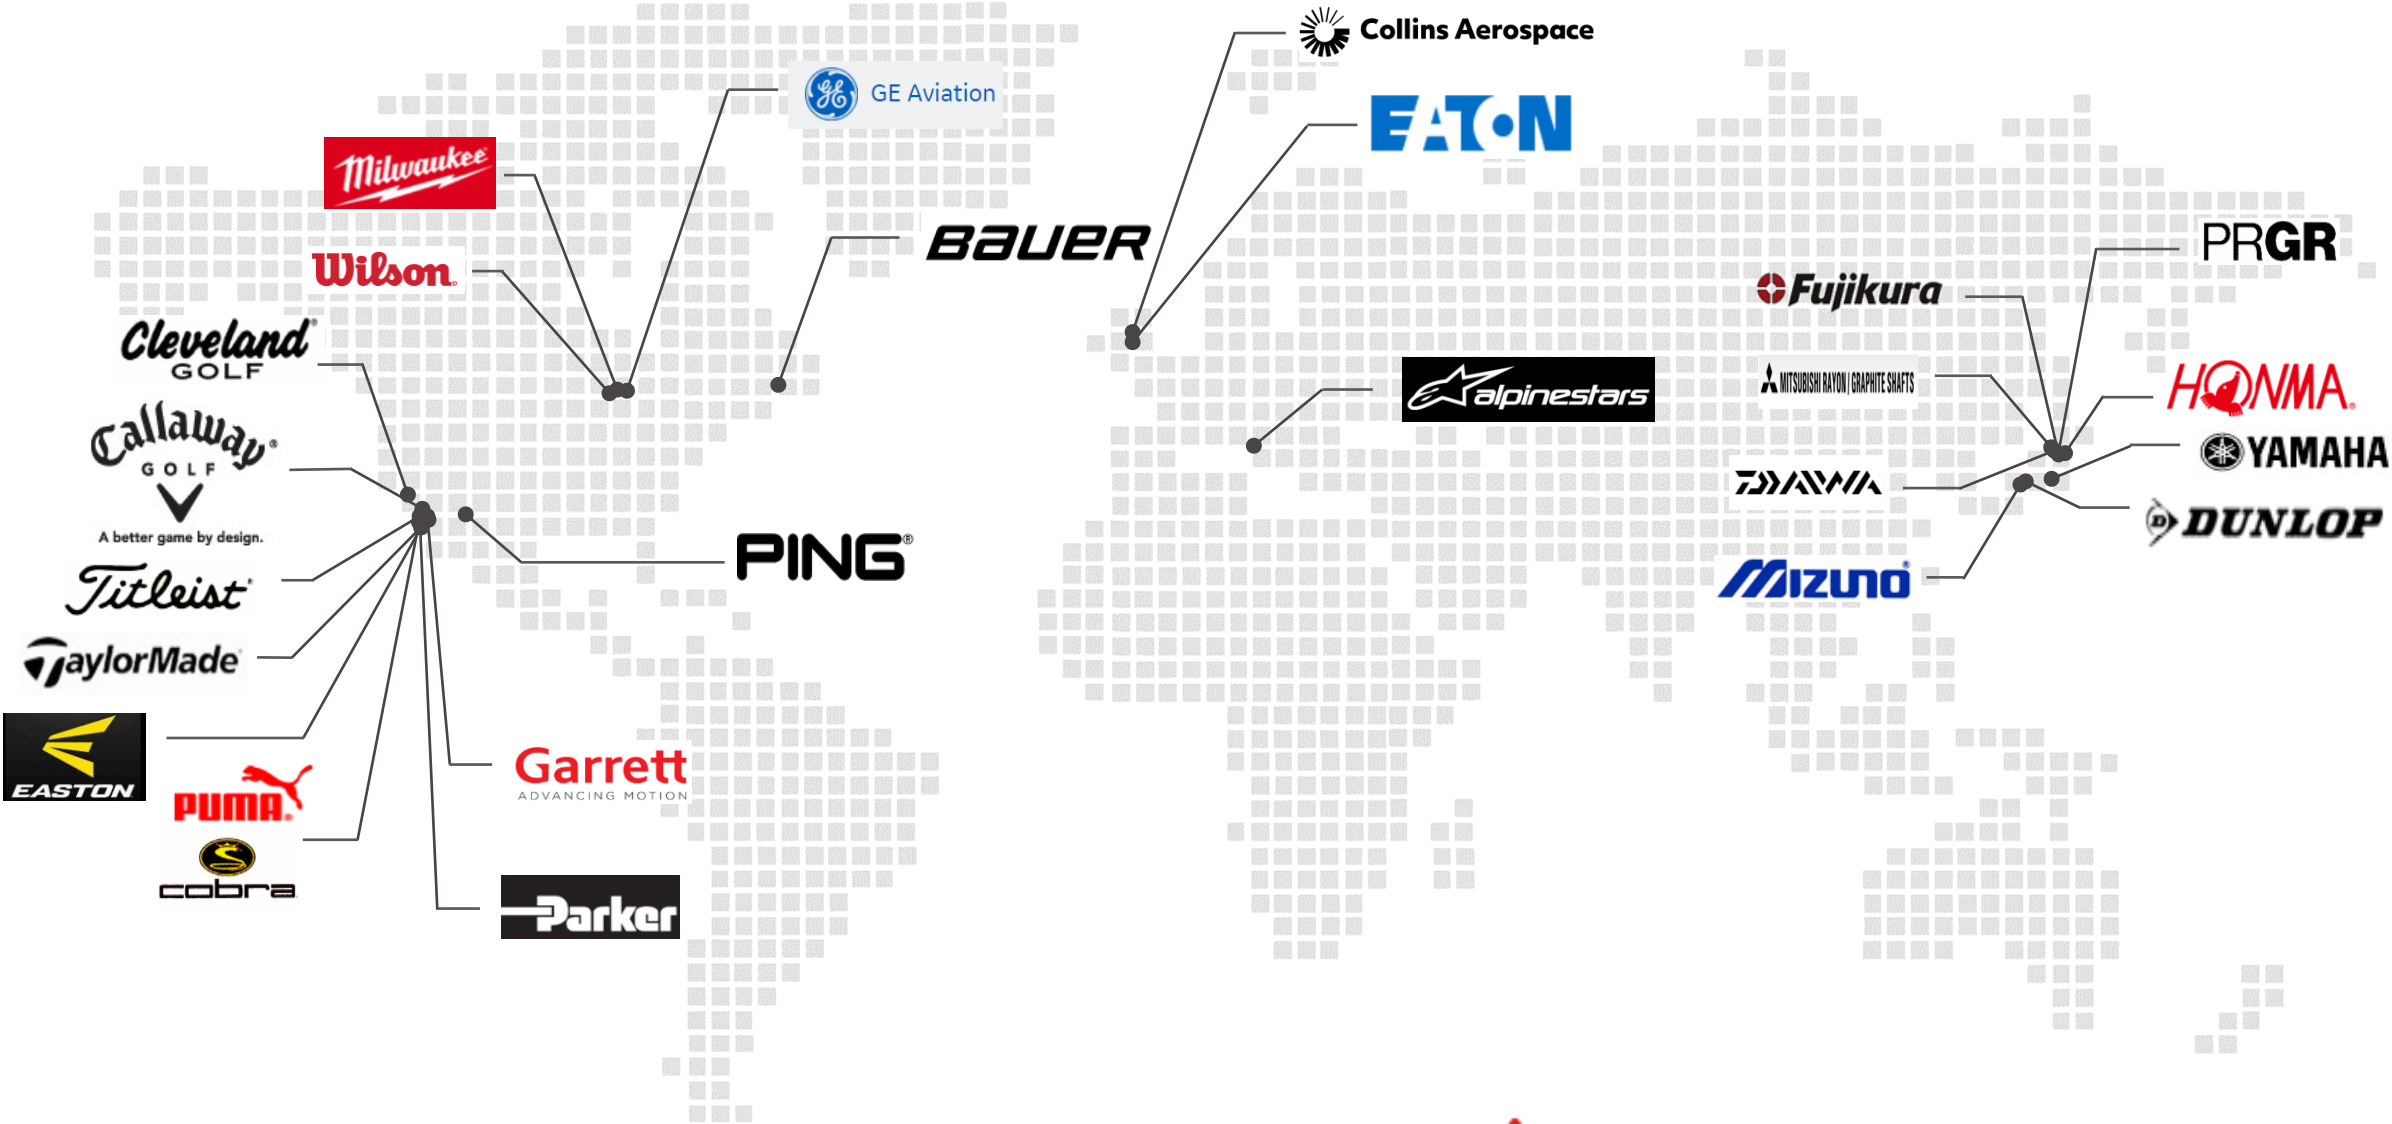 Collins Aerospace
GE Aviation
EATON
Milwaukee
BAUER
PRGR
Wilson
Fujikura
Cleveland
GOLF
alpinestars
MITSUBISHI RAYON | GRAPHITE SHAFTS
HONMA
Callaway
GOLF
A better game by design.
YAMAHA
DAIWA
DUNLOP
PING
Titleist
MIZUNO
TaylorMade
EASTON
PUMA
cobra
Garrett
ADVANCING MOTION
Parker